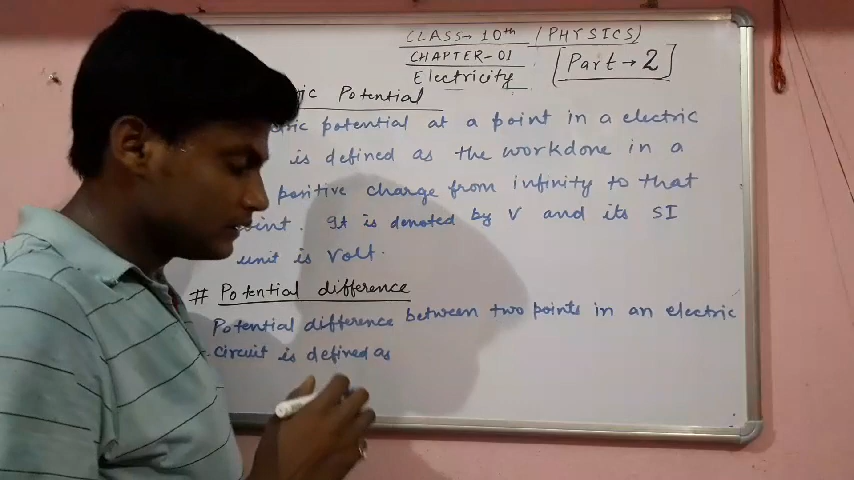 CLASS→ 10th / PHYSICS)
CHAPTER-01
Electricity
[Part → 2]
Potential
potential at a point in a electric
is defined as the workdone in a
positive charge from infinity to that
. It is denoted by V and its SI
unit is volt.
# Potential difference
Potential difference between two points in an electric
circuit is defined as